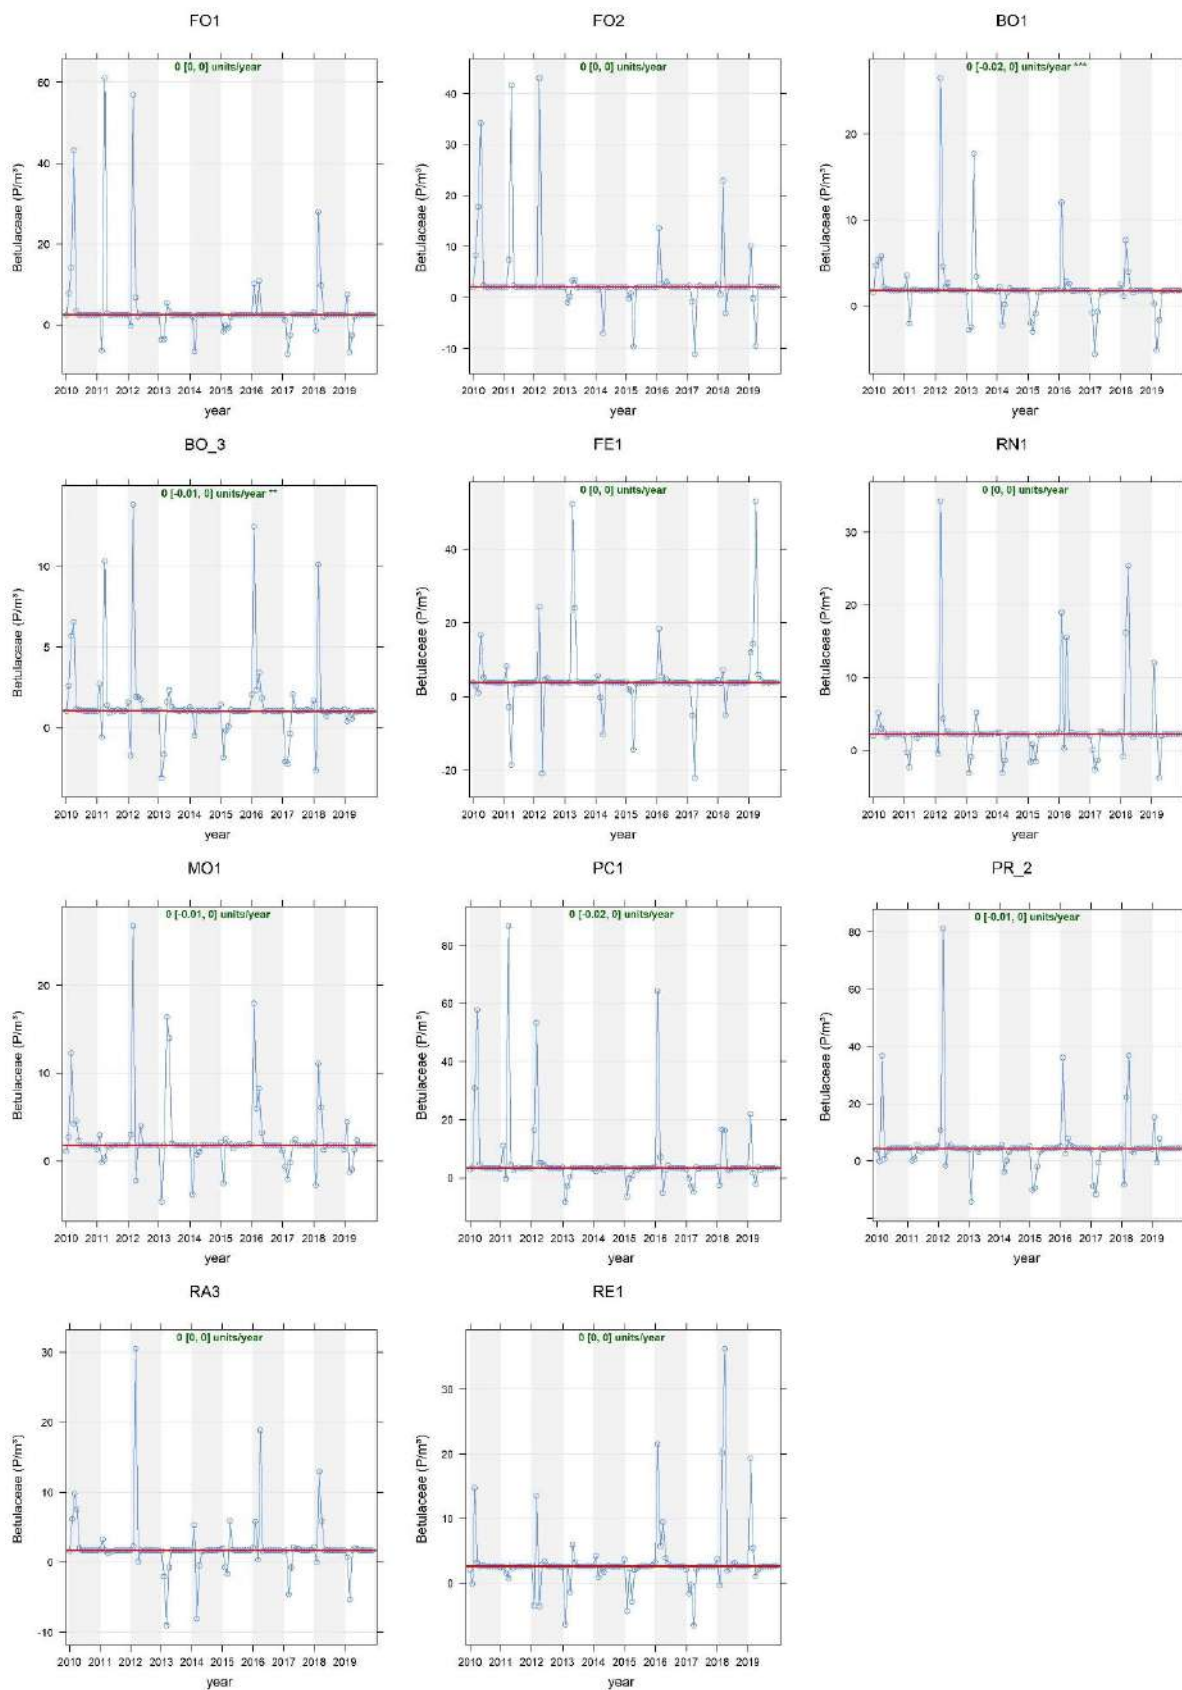 FO1
0 [0, 0] units/year
60
40
20
0
Betulaceae (P/m³)
2010 2011 2012 2013 2014 2015 2016 2017 2018 2019
year
FO2
0 [0, 0] units/year
40
30
20
10
0
-10
Betulaceae (P/m³)
2010 2011 2012 2013 2014 2015 2016 2017 2018 2019
year
BO1
0 [-0.02, 0] units/year ***
20
10
0
Betulaceae (P/m³)
2010 2011 2012 2013 2014 2015 2016 2017 2018 2019
year
BO_3
0 [-0.01, 0] units/year **
10
5
0
Betulaceae (P/m³)
2010 2011 2012 2013 2014 2015 2016 2017 2018 2019
year
FE1
0 [0, 0] units/year
40
20
0
-20
Betulaceae (P/m³)
2010 2011 2012 2013 2014 2015 2016 2017 2018 2019
year
RN1
0 [0, 0] units/year
30
20
10
0
Betulaceae (P/m³)
2010 2011 2012 2013 2014 2015 2016 2017 2018 2019
year
MO1
0 [-0.01, 0] units/year
20
10
0
Betulaceae (P/m³)
2010 2011 2012 2013 2014 2015 2016 2017 2018 2019
year
PC1
0 [-0.02, 0] units/year
80
60
40
20
0
Betulaceae (P/m³)
2010 2011 2012 2013 2014 2015 2016 2017 2018 2019
year
PR_2
0 [-0.01, 0] units/year
80
60
40
20
0
Betulaceae (P/m³)
2010 2011 2012 2013 2014 2015 2016 2017 2018 2019
year
RA3
0 [0, 0] units/year
30
20
10
0
-10
Betulaceae (P/m³)
2010 2011 2012 2013 2014 2015 2016 2017 2018 2019
year
RE1
0 [0, 0] units/year
30
20
10
0
Betulaceae (P/m³)
2010 2011 2012 2013 2014 2015 2016 2017 2018 2019
year